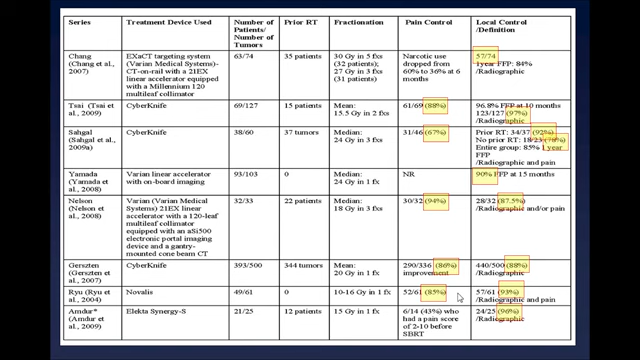 Series Treatment Device Used Number of Patients/ Number of Tumors Prior RT Fractionation Pain Control Local Control /Definition
Chang (Chang et al., 2007) EXaCT targeting system (Varian Medical Systems)- CT-on-rail with a 21EX linear accelerator equipped with a Millennium 120 multileaf collimator 63/74 35 patients 30 Gy in 5 fxs (32 patients); 27 Gy in 3 fxs (31 patients) Narcotic use dropped from 60% to 36% at 6 months 57/74 1year FFP = 84% /Radiographic
Tsai (Tsai et al., 2009) CyberKnife 69/127 15 patients Mean: 15.5 Gy in 2 fxs 61/69 (88%) 96.8% FFP at 10 months 123/127 (97%) /Radiographic
Sahgal (Sahgal et al., 2009a) CyberKnife 38/60 37 tumors Median: 24 Gy in 3 fxs 31/46 (67%) Prior RT: 34/37 (92%) No prior RT: 18/23 (78%) Entire group: 85% 1 year FFP /Radiographic and pain
Yamada (Yamada et al., 2008) Varian linear accelerator with on-board imaging 93/103 0 Median: 24 Gy in 1 fx NR 90% FFP at 15 months
Nelson (Nelson et al., 2008) Varian (Varian Medical Systems) 21EX linear accelerator with a 120-leaf multileaf collimator equipped with an aSi500 electronic portal imaging device and a gantry-mounted cone beam CT 32/33 22 patients Median: 18 Gy in 3 fxs 30/32 (94%) 28/32 (87.5%) /Radiographic and/or pain
Gerszten (Gerszten et al., 2007) CyberKnife 393/500 344 tumors Mean: 20 Gy in 1 fx 290/336 (86%) improvement 440/500 (88%) /Radiographic
Ryu (Ryu et al., 2004) Novalis 49/61 0 10-16 Gy in 1 fx 52/61 (85%) 57/61 (93%) /Radiographic and pain
Amdur* (Amdur et al., 2009) Elekta Synergy-S 21/25 12 patients 15 Gy in 1 fx 6/14 (43%) who had a pain score of 2-10 before SBRT 24/25 (96%) /Radiographic